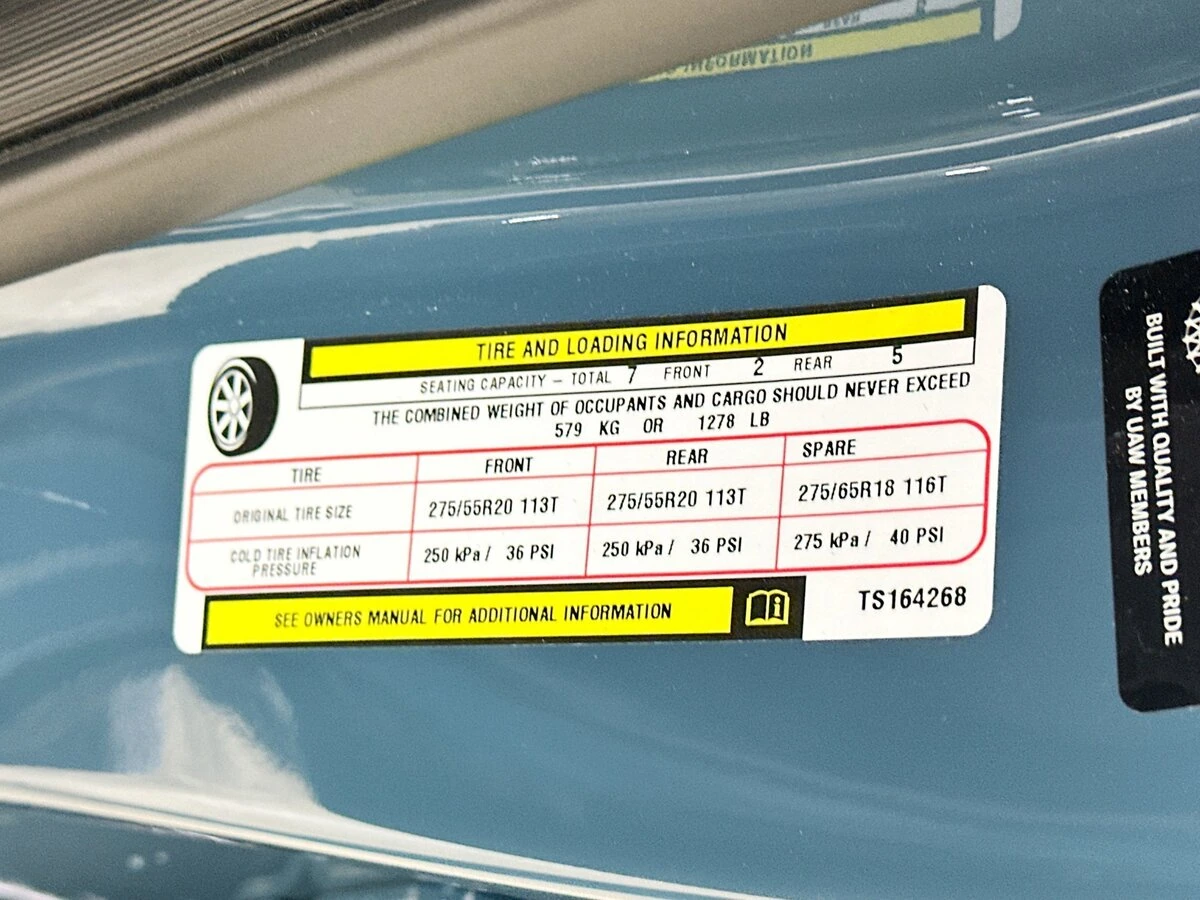 INFORMATION
TIRE AND LOADING INFORMATION
SEATING CAPACITY – TOTAL 7 FRONT 2 REAR 5
THE COMBINED WEIGHT OF OCCUPANTS AND CARGO SHOULD NEVER EXCEED
579 KG OR 1278 LB
TIRE FRONT REAR SPARE
ORIGINAL TIRE SIZE 275/55R20 113T 275/55R20 113T 275/65R18 116T
COLD TIRE INFLATION PRESSURE 250 kPa / 36 PSI 250 kPa / 36 PSI 275 kPa / 40 PSI
SEE OWNERS MANUAL FOR ADDITIONAL INFORMATION
TS164268
BUILT WITH QUALITY AND PRIDE
BY UAW MEMBERS